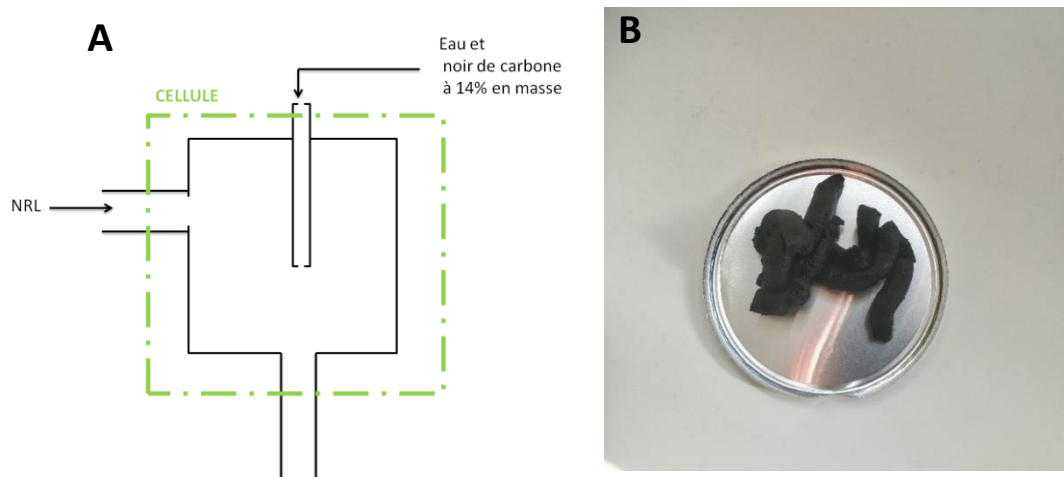 A
Eau et
noir de carbone
à 14% en masse
CELLULE
NRL
B